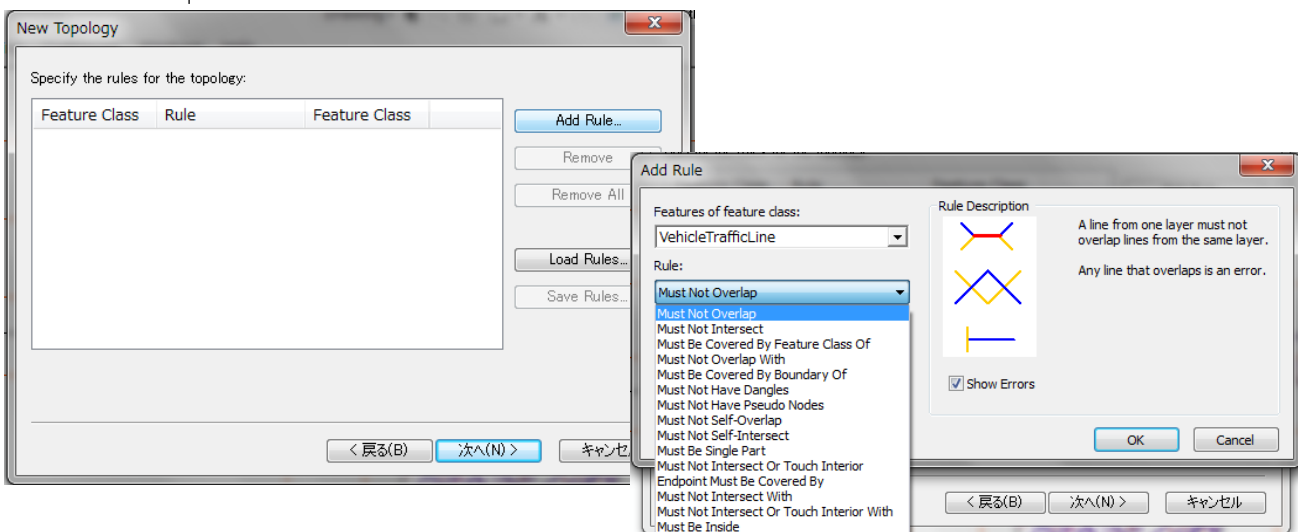 New Topology
Specify the rules for the topology:
Feature Class Rule Feature Class
Add Rule...
Remove
Remove All
Load Rules...
Save Rules...
< 戻る(B) 次へ(N) >
Add Rule
Features of feature class:
VehicleTrafficLine
Rule:
Must Not Overlap
Must Not Overlap
Must Not Intersect
Must Be Covered By Feature Class Of
Must Not Overlap With
Must Be Covered By Boundary Of
Must Not Have Dangles
Must Not Have Pseudo Nodes
Must Not Self-Overlap
Must Not Self-Intersect
Must Be Single Part
Must Not Intersect Or Touch Interior
Endpoint Must Be Covered By
Must Not Intersect With
Must Not Intersect Or Touch Interior With
Must Be Inside
Rule Description
A line from one layer must not
overlap lines from the same layer.
Any line that overlaps is an error.
Show Errors
OK Cancel
< 戻る(B) 次へ(N) > キャンセル